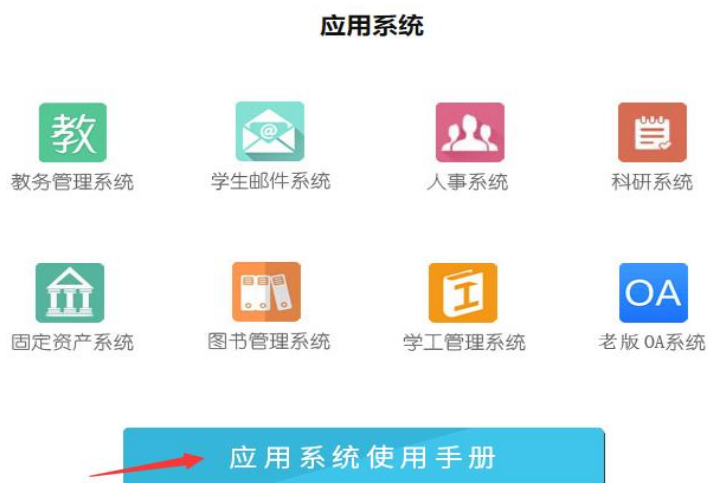 应用系统
教 @
教务管理系统 学生邮件系统 人事系统 科研系统
工 OA
固定资产系统 图书管理系统 学工管理系统 老版OA系统
应用系统使用手册